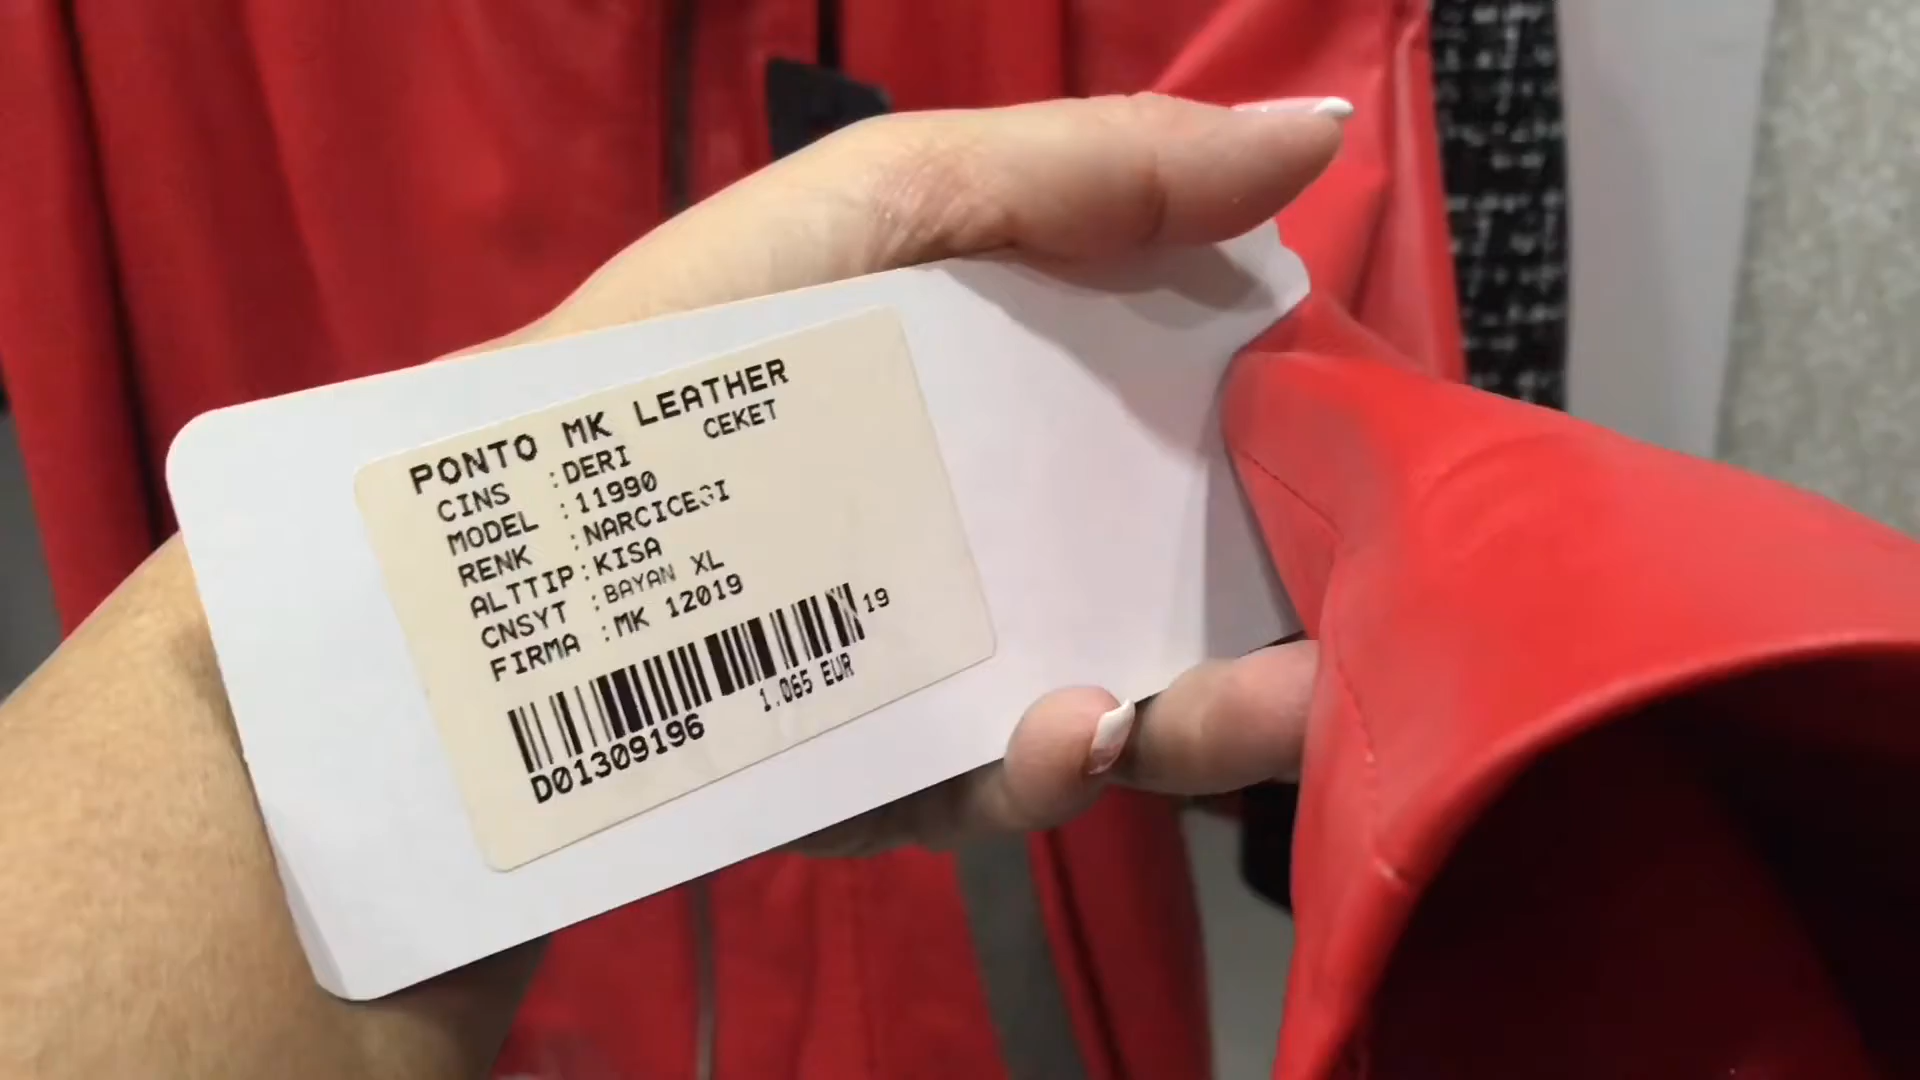 PONTO MK LEATHER
CINS :DERI CEKET
MODEL :11990
RENK :NARCICEGI
ALTTIP:KISA
CNSYT :BAYAN XL
FIRMA :MK 12019
19
D01309196 1.065 EUR